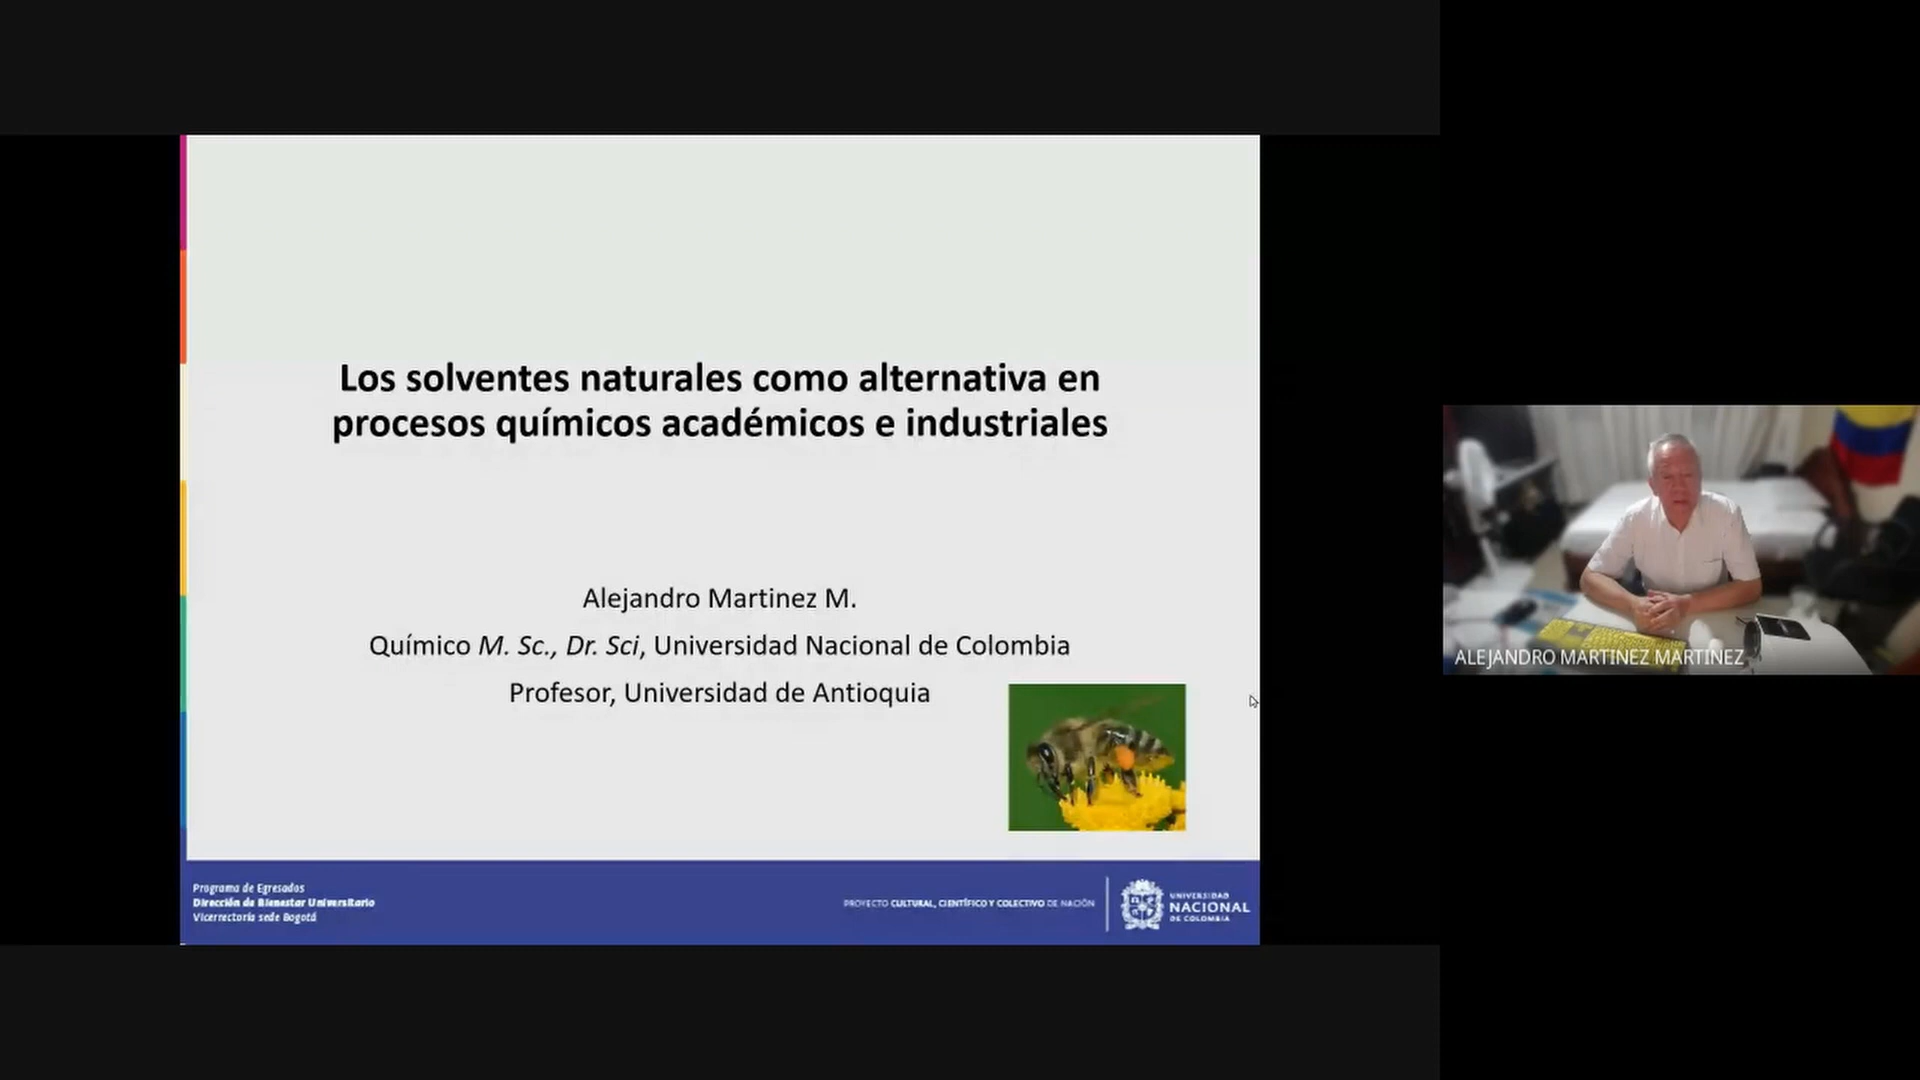 Los solventes naturales como alternativa en
procesos químicos académicos e industriales
Alejandro Martinez M.
Químico M. Sc., Dr. Sci, Universidad Nacional de Colombia
Profesor, Universidad de Antioquia
Programa de Egresados
Dirección de Bienestar Universitario
Vicerrectoría sede Bogotá
PROYECTO CULTURAL, CIENTÍFICO Y COLECTIVO DE NACIÓN
UNIVERSIDAD
NACIONAL
DE COLOMBIA
ALEJANDRO MARTINEZ MARTINEZ